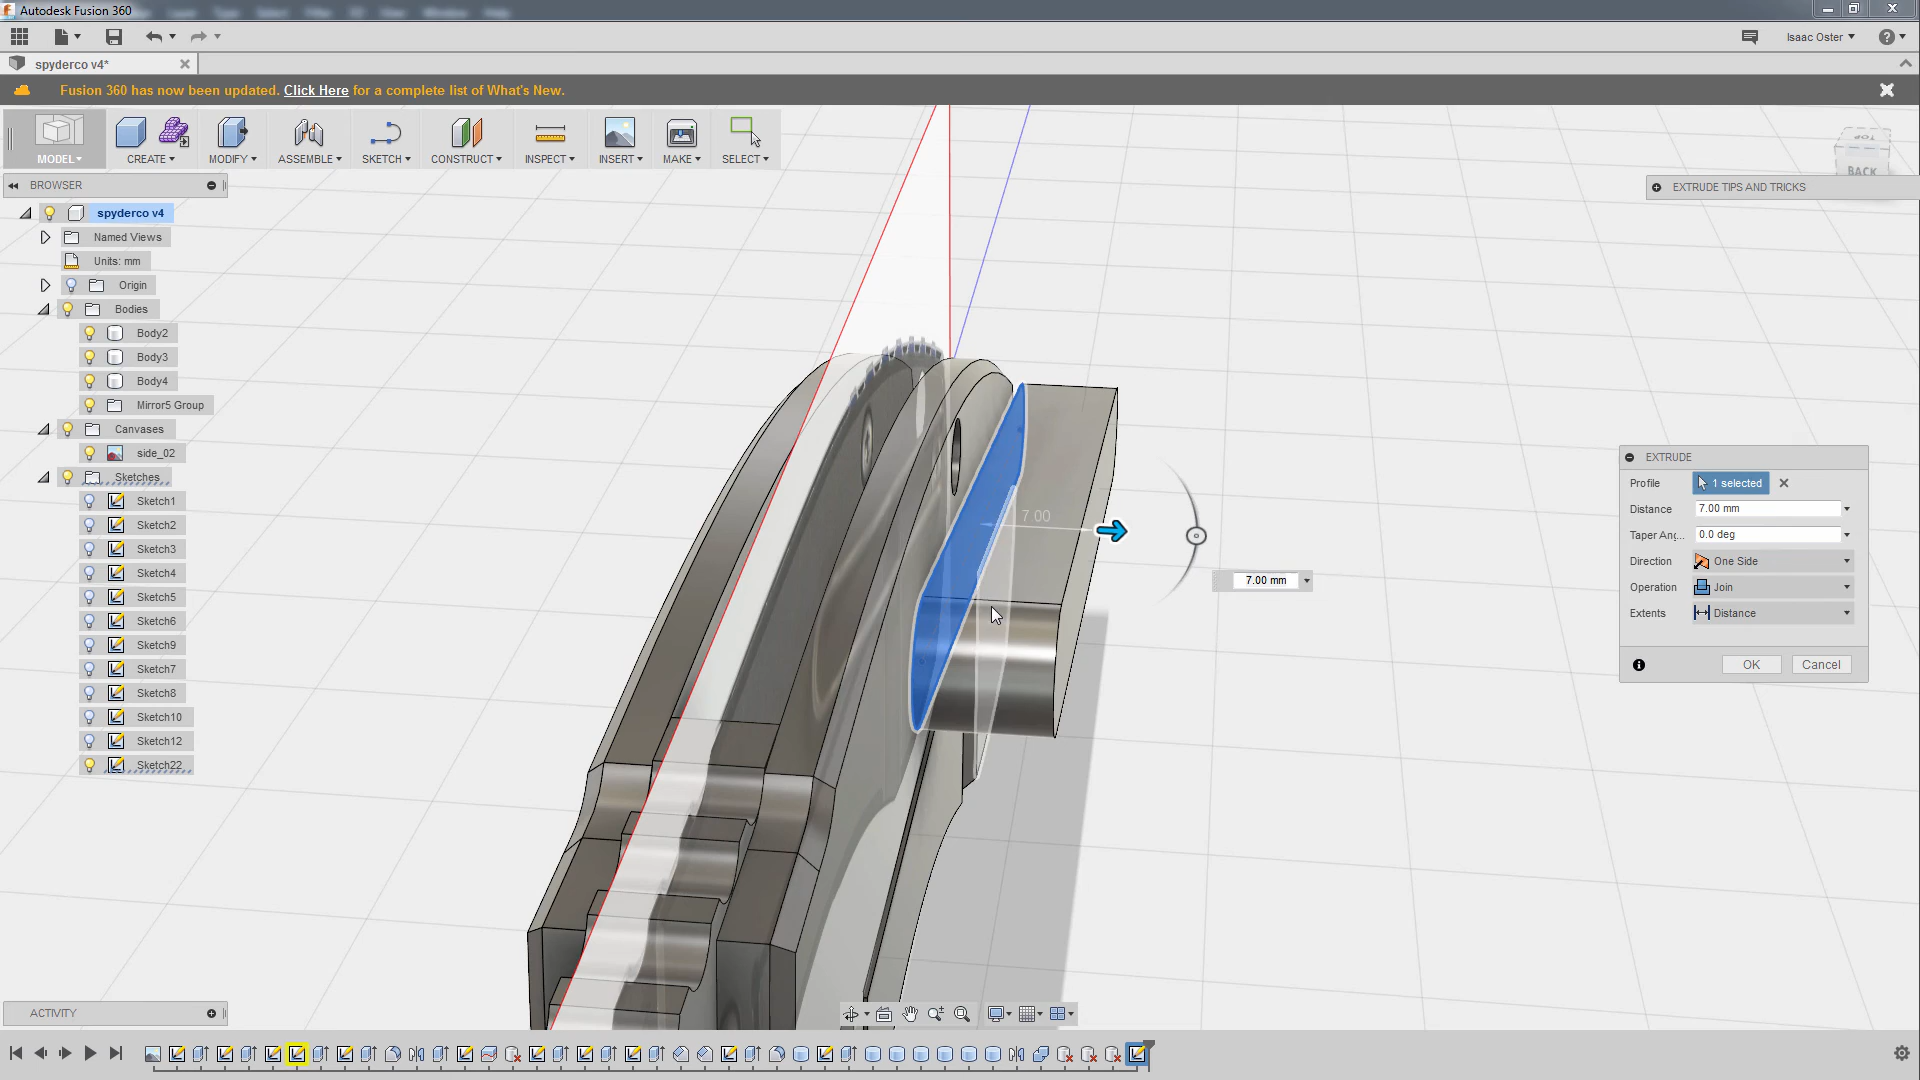 Autodesk Fusion 360
Isaac Oster
spyderco v4*
Fusion 360 has now been updated. Click Here for a complete list of What's New.
MODEL
CREATE
MODIFY
ASSEMBLE
SKETCH
CONSTRUCT
INSPECT
INSERT
MAKE
SELECT
TOP
BACK
BROWSER
EXTRUDE TIPS AND TRICKS
spyderco v4
Named Views
Units: mm
Origin
Bodies
Body2
Body3
Body4
Mirror5 Group
Canvases
side_02
Sketches
Sketch1
Sketch2
Sketch3
Sketch4
Sketch5
Sketch6
Sketch9
Sketch7
Sketch8
Sketch10
Sketch12
Sketch22
7.00
7.00 mm
EXTRUDE
Profile 1 selected
Distance 7.00 mm
Taper Ang... 0.0 deg
Direction One Side
Operation Join
Extents Distance
OK Cancel
ACTIVITY